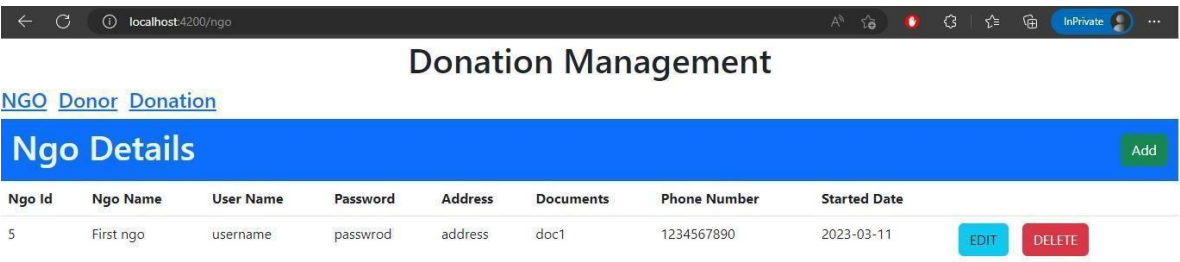 localhost:4200/ngo InPrivate
Donation Management
NGO Donor Donation
Ngo Details Add
Ngo Id Ngo Name User Name Password Address Documents Phone Number Started Date
5 First ngo username passwrod address doc1 1234567890 2023-03-11 EDIT DELETE